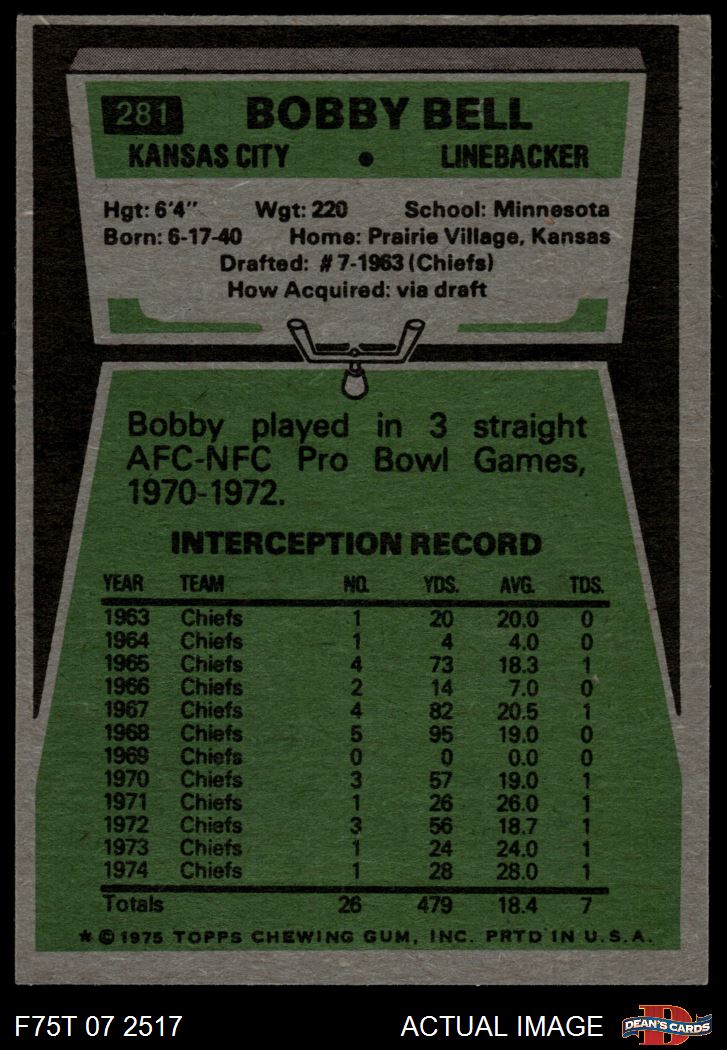 281 BOBBY BELL
KANSAS CITY • LINEBACKER
Hgt: 6'4" Wgt: 220 School: Minnesota
Born: 6-17-40 Home: Prairie Village, Kansas
Drafted: #7-1963 (Chiefs)
How Acquired: via draft
Bobby played in 3 straight
AFC-NFC Pro Bowl Games,
1970-1972.
INTERCEPTION RECORD
YEAR TEAM NO. YDS. AVG. TDS.
1963 Chiefs 1 20 20.0 0
1964 Chiefs 1 4 4.0 0
1965 Chiefs 4 73 18.3 1
1966 Chiefs 2 14 7.0 0
1967 Chiefs 4 82 20.5 1
1968 Chiefs 5 95 19.0 0
1969 Chiefs 0 0 0.0 0
1970 Chiefs 3 57 19.0 1
1971 Chiefs 1 26 26.0 1
1972 Chiefs 3 56 18.7 1
1973 Chiefs 1 24 24.0 1
1974 Chiefs 1 28 28.0 1
Totals 26 479 18.4 7
* © 1975 TOPPS CHEWING GUM, INC. PRTD IN U.S.A.
F75T 07 2517 ACTUAL IMAGE D DEAN'S CARDS